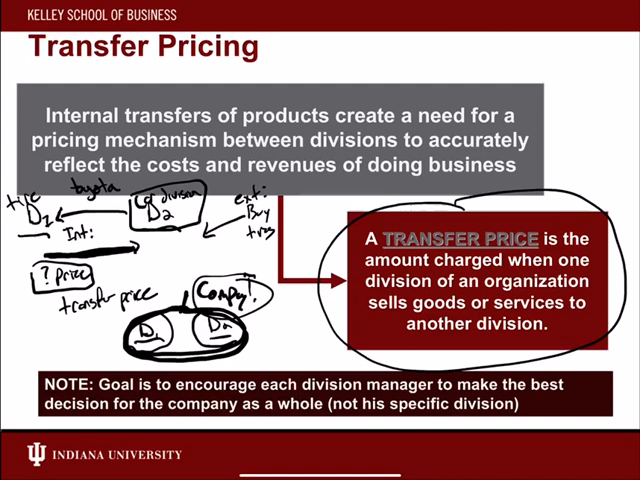 KELLEY SCHOOL OF BUSINESS
Transfer Pricing
Internal transfers of products create a need for a
pricing mechanism between divisions to accurately
reflect the costs and revenues of doing business
toyota
division
D2
ext:
Buy
Int:
? price
transfer price
Company!
D1
A TRANSFER PRICE is the
amount charged when one
division of an organization
sells goods or services to
another division.
NOTE: Goal is to encourage each division manager to make the best
decision for the company as a whole (not his specific division)
INDIANA UNIVERSITY